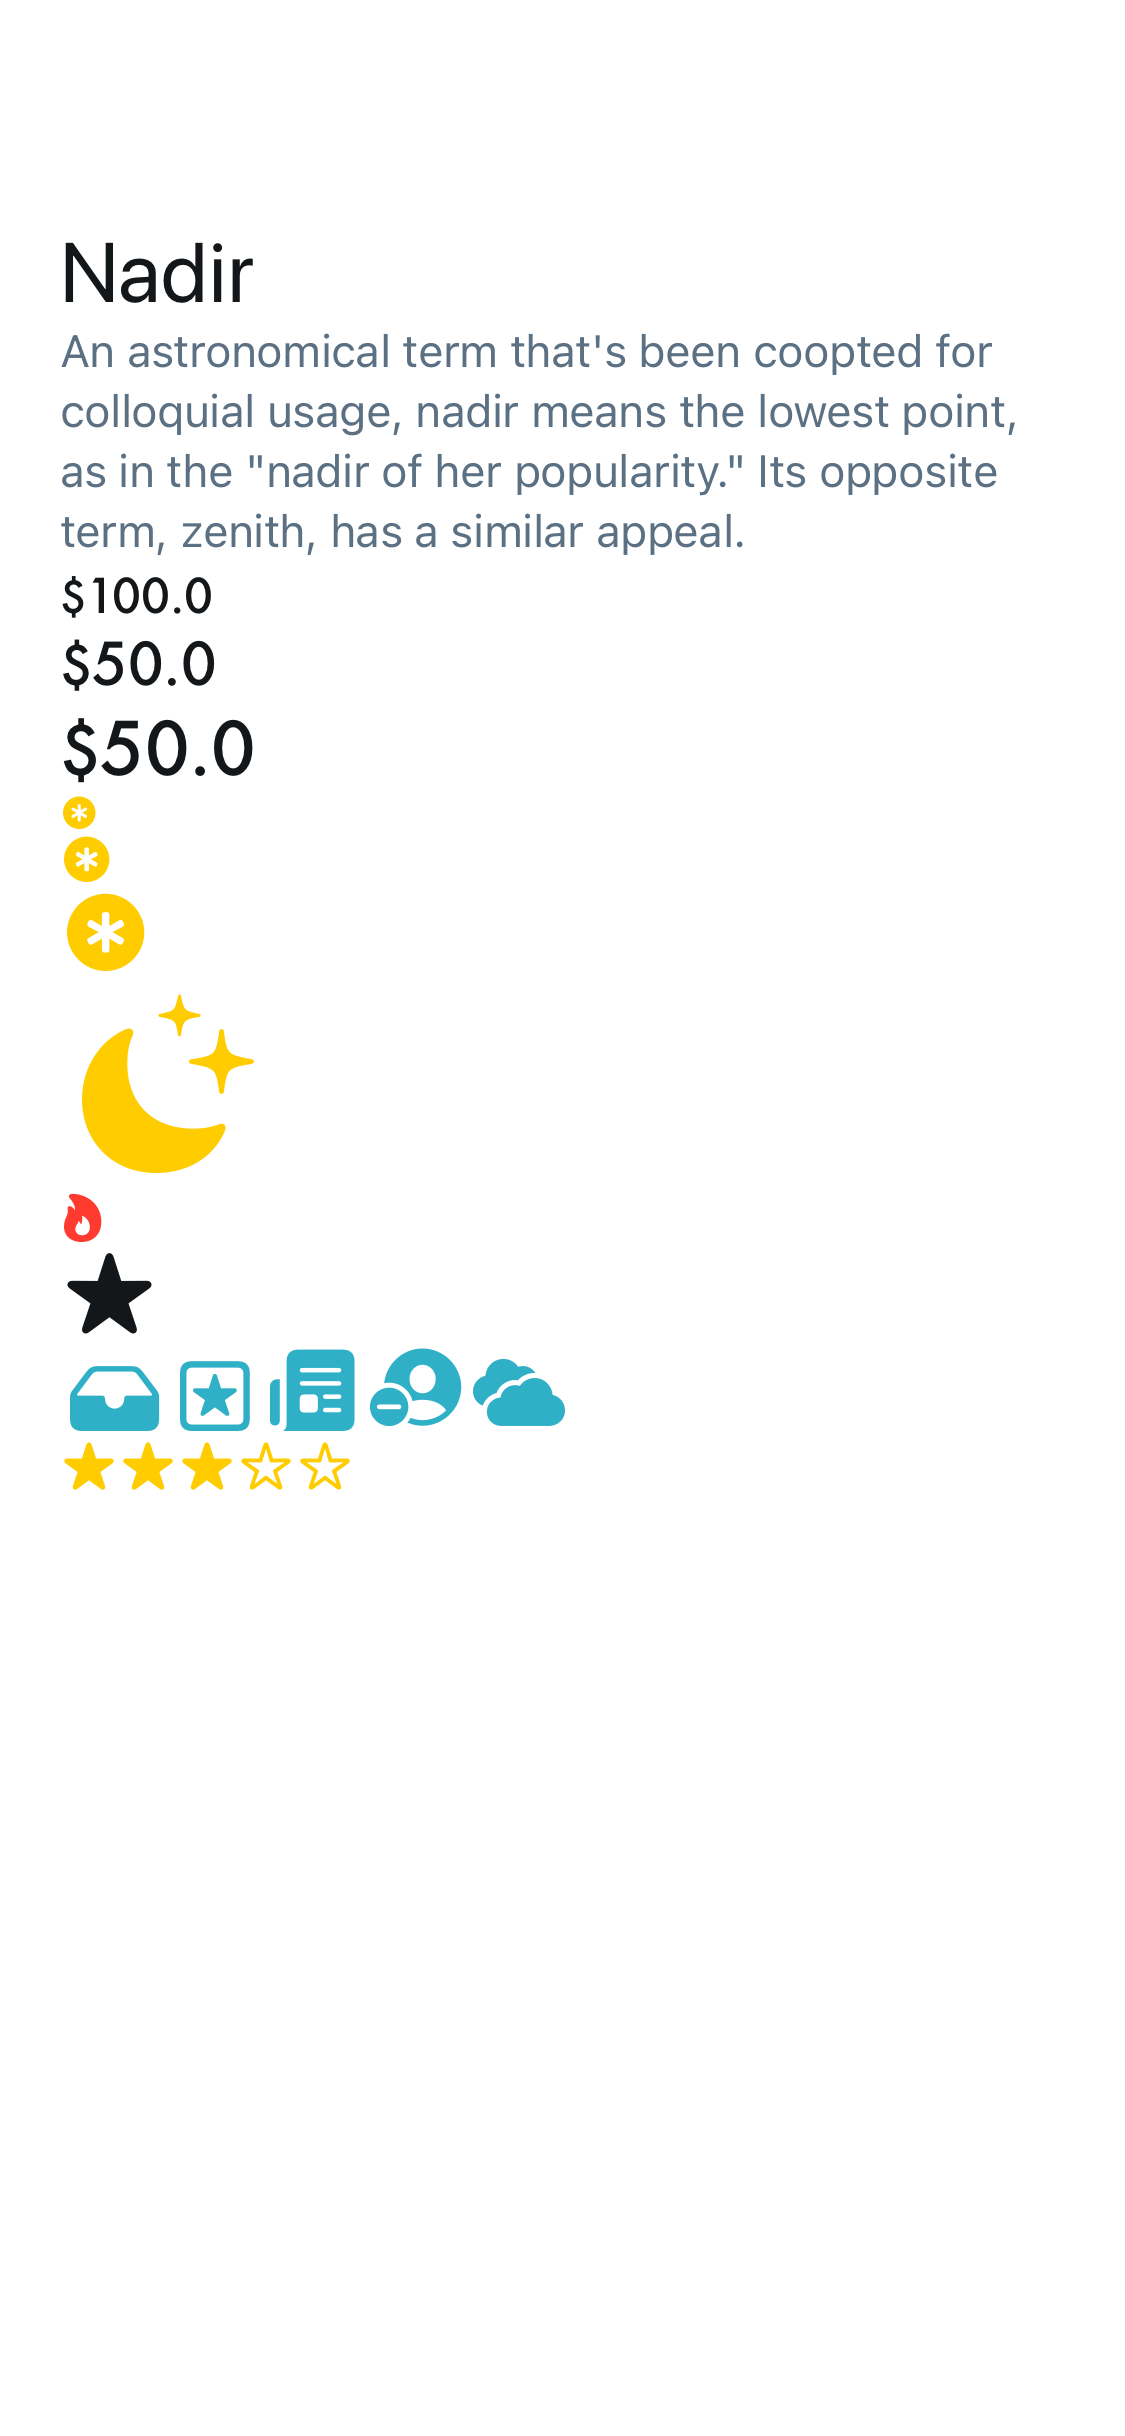 Nadir
An astronomical term that's been coopted for
colloquial usage, nadir means the lowest point,
as in the "nadir of her popularity." Its opposite
term, zenith, has a similar appeal.
$100.0
$50.0
$50.0